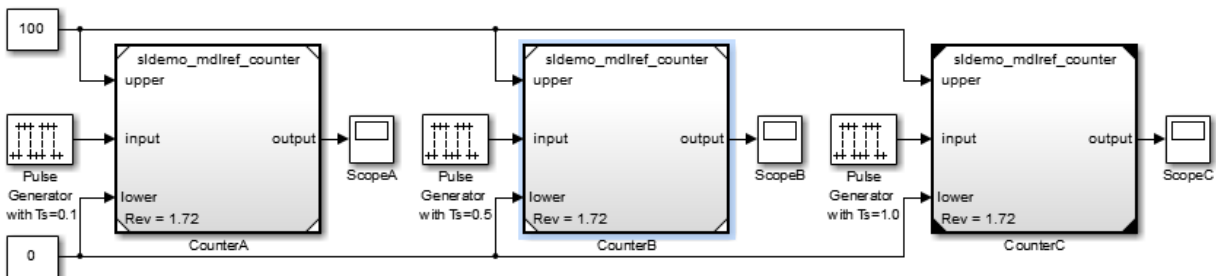 100
sldemo_mdlref_counter
upper
input
output
lower
Rev = 1.72
CounterA
Pulse
Generator
with Ts=0.1
ScopeA
sldemo_mdlref_counter
upper
input
output
lower
Rev = 1.72
CounterB
Pulse
Generator
with Ts=0.5
ScopeB
sldemo_mdlref_counter
upper
input
output
lower
Rev = 1.72
CounterC
Pulse
Generator
with Ts=1.0
ScopeC
0